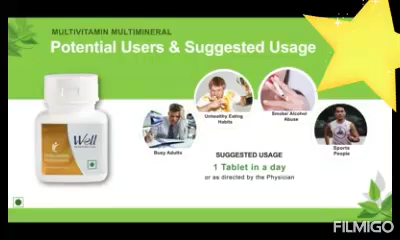 MULTIVITAMIN MULTIMINERAL
Potential Users & Suggested Usage
Well
Busy Adults
Unhealthy Eating
Habits
Smoke/ Alcohol
Abuse
Sports
People
SUGGESTED USAGE
1 Tablet in a day
or as directed by the Physician
FILMIGO